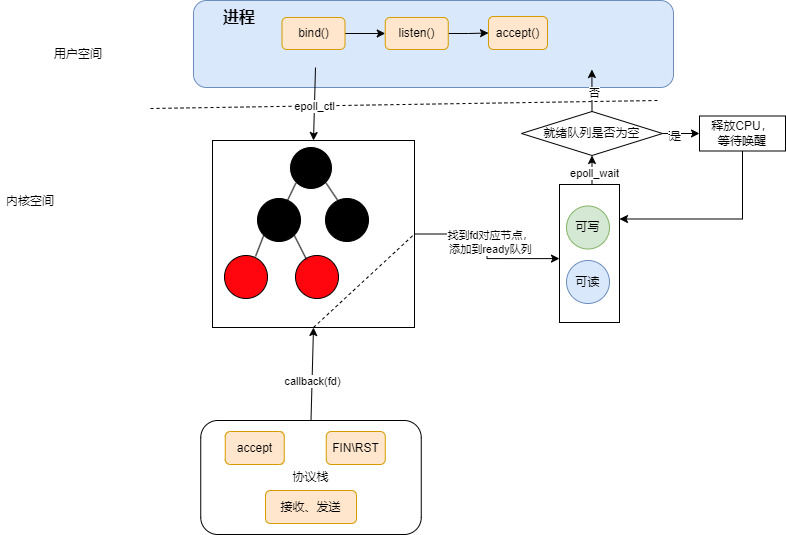 进程
bind()
listen()
accept()
用户空间
epoll_ctl
否
就绪队列是否为空
是
释放CPU，
等待唤醒
epoll_wait
内核空间
可写
找到fd对应节点，
添加到ready队列
可读
callback(fd)
accept
FIN\RST
协议栈
接收、发送